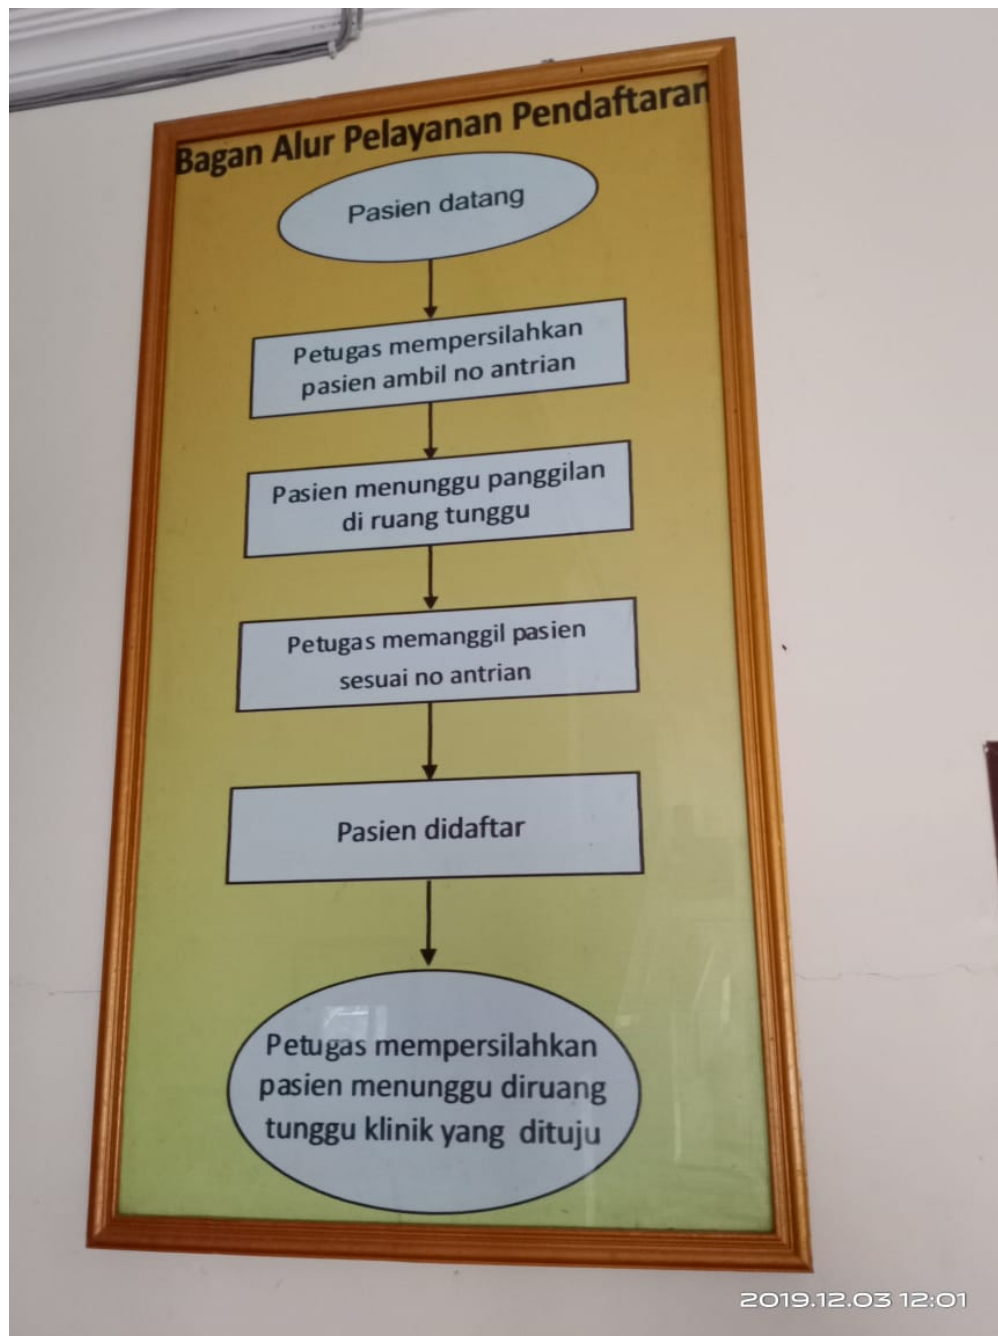 Bagan Alur Pelayanan Pendaftaran
Pasien datang
Petugas mempersilahkan
pasien ambil no antrian
Pasien menunggu panggilan
di ruang tunggu
Petugas memanggil pasien
sesuai no antrian
Pasien didaftar
Petugas mempersilahkan
pasien menunggu diruang
tunggu klinik yang dituju
2019.12.03 12:01